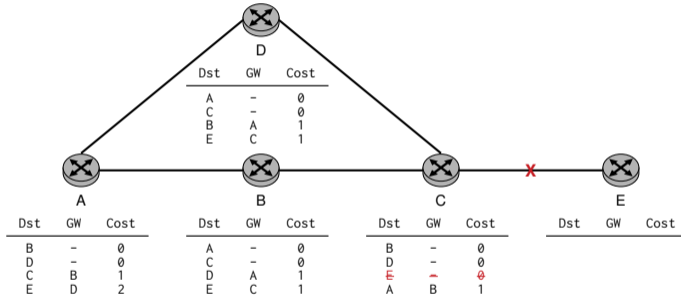 D
Dst GW Cost
A - 0
C - 0
B A 1
E C 1
X
A B C E
Dst GW Cost Dst GW Cost Dst GW Cost Dst GW Cost
B - 0 A - 0 B - 0
D - 0 C - 0 D - 0
C B 1 D A 1 E - 0
E D 2 E C 1 A B 1